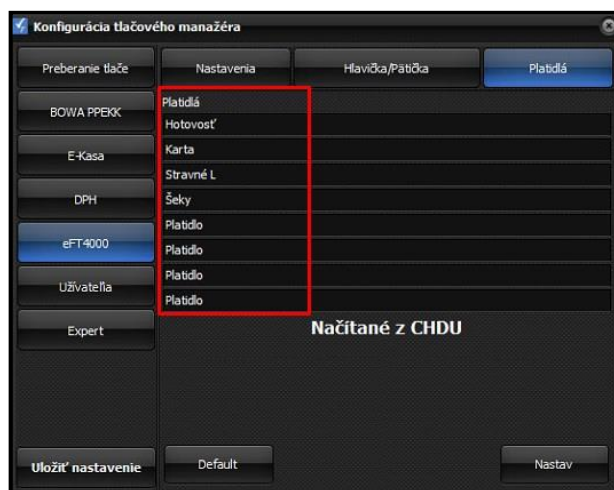 Konfigurácia tlačového manažéra
Preberanie tlače
Nastavenia
Hlavička/Pätička
Platidlá
BOWA PPEKK
E-Kasa
DPH
eFT4000
Užívatelia
Expert
Platidlá
Hotovosť
Karta
Stravné L
Šeky
Platidlo
Platidlo
Platidlo
Platidlo
Načítané z CHDU
Uložiť nastavenie
Default
Nastav